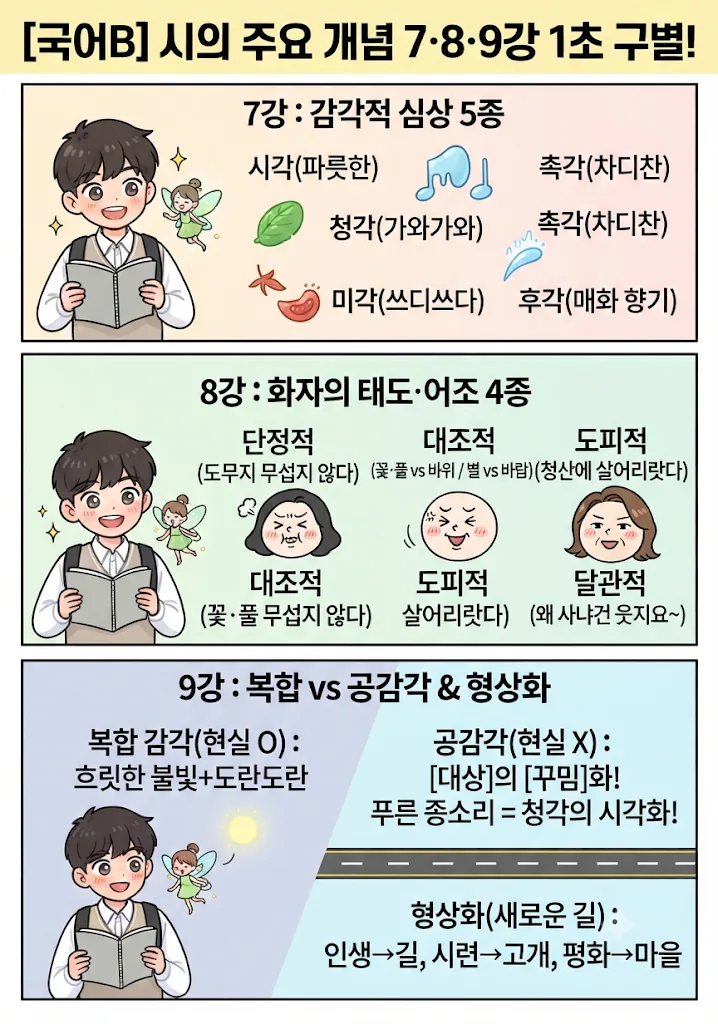 [국어B] 시의 주요 개념 7·8·9강 1초 구별!
7강 : 감각적 심상 5종
시각(파릇한)
촉각(차디찬)
청각(가와가와)
촉각(차디찬)
미각(쓰디쓰다)
후각(매화 향기)
8강 : 화자의 태도·어조 4종
단정적
(도무지 무섭지 않다)
대조적
(꽃·풀 vs 바위 / 별 vs 바람)
도피적
(청산에 살어리랏다)
대조적
(꽃·풀 무섭지 않다)
도피적
살어리랏다)
달관적
(왜 사냐건 웃지요~)
9강 : 복합 vs 공감각 & 형상화
복합 감각(현실 O) :
흐릿한 불빛+도란도란
공감각(현실 X) :
[대상]의 [꾸밈]화!
푸른 종소리 = 청각의 시각화!
형상화(새로운 길) :
인생→길, 시련→고개, 평화→마을